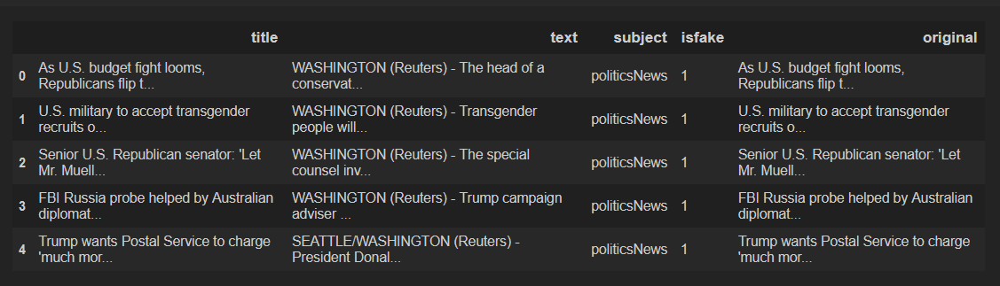 title text subject isfake original
0 As U.S. budget fight looms, Republicans flip t... WASHINGTON (Reuters) - The head of a conservat... politicsNews 1 As U.S. budget fight looms, Republicans flip t...
1 U.S. military to accept transgender recruits o... WASHINGTON (Reuters) - Transgender people will... politicsNews 1 U.S. military to accept transgender recruits o...
2 Senior U.S. Republican senator: 'Let Mr. Muell... WASHINGTON (Reuters) - The special counsel inv... politicsNews 1 Senior U.S. Republican senator: 'Let Mr. Muell...
3 FBI Russia probe helped by Australian diplomat... WASHINGTON (Reuters) - Trump campaign adviser ... politicsNews 1 FBI Russia probe helped by Australian diplomat...
4 Trump wants Postal Service to charge 'much mor... SEATTLE/WASHINGTON (Reuters) - President Donal... politicsNews 1 Trump wants Postal Service to charge 'much mor...